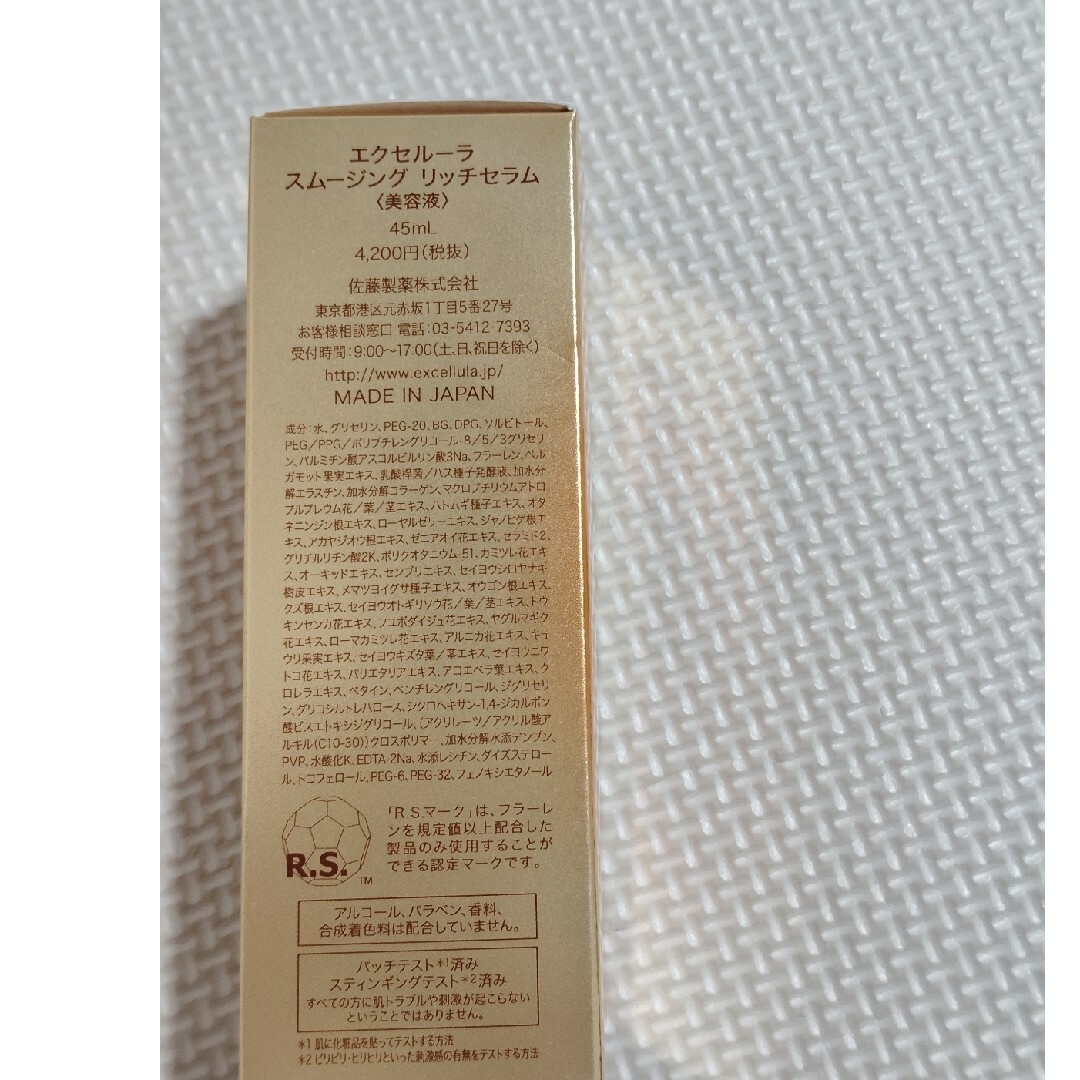 エクセルーラ
スムージング リッチセラム
〈美容液〉
45mL
4,200円(税抜)
佐藤製薬株式会社
東京都港区元赤坂1丁目5番27号
お客様相談窓口 電話:03-5412-7393
受付時間:9:00〜17:00(土、日、祝日を除く)
http://www.excellula.jp/
MADE IN JAPAN
成分:水、グリセリン、PEG-20、BG、DPG、ソルビトール、
PEG/PPG/ポリブチレングリコール-8/5/3グリセリ
ン、パルミチン酸アスコルビルリン酸3Na、フラーレン、ベル
ガモット果実エキス、乳酸桿菌/ハス種子発酵液、加水分
解エラスチン、加水分解コラーゲン、マクロプチリウムアトロ
プルプレウム花/葉/茎エキス、ハトムギ種子エキス、オタ
ネニンジン根エキス、ローヤルゼリーエキス、ジャノヒゲ根エ
キス、アカヤジオウ根エキス、ゼニアオイ花エキス、セラミド2、
グリチルリチン酸2K、ポリクオタニウム-51、カミツレ花エキ
ス、オーキッドエキス、センブリエキス、セイヨウシロヤナギ
樹皮エキス、メマツヨイグサ種子エキス、オウゴン根エキス、
クズ根エキス、セイヨウオトギリソウ花/葉/茎エキス、トウ
キンセンカ花エキス、フユボダイジュ花エキス、ヤグルマギク
花エキス、ローマカミツレ花エキス、アルニカ花エキス、キュ
ウリ果実エキス、セイヨウキズタ葉/茎エキス、セイヨウニワ
トコ花エキス、パリエタリアエキス、アロエベラ葉エキス、ク
ロレラエキス、ベタイン、ペンチレングリコール、ジグリセリ
ン、グリコシルトレハロース、シクロヘキサン-1,4-ジカルボン
酸ビスエトキシジグリコール、(アクリレーツ/アクリル酸ア
ルキル(C10-30))クロスポリマー、加水分解水添デンプン、
PVP、水酸化K、EDTA-2Na、水添レシチン、ダイズステロー
ル、トコフェロール、PEG-6、PEG-32、フェノキシエタノール
R.S.
TM
「R.S.マーク」は、フラーレ
ンを規定値以上配合した
製品のみ使用することが
できる認定マークです。
アルコール、パラベン、香料、
合成着色料は配合していません。
パッチテスト*1済み
スティンギングテスト*2済み
すべての方に肌トラブルや刺激が起こらない
ということではありません。
*1 肌に化粧品を貼ってテストする方法
*2 ピリピリ・ヒリヒリといった刺激感の有無をテストする方法